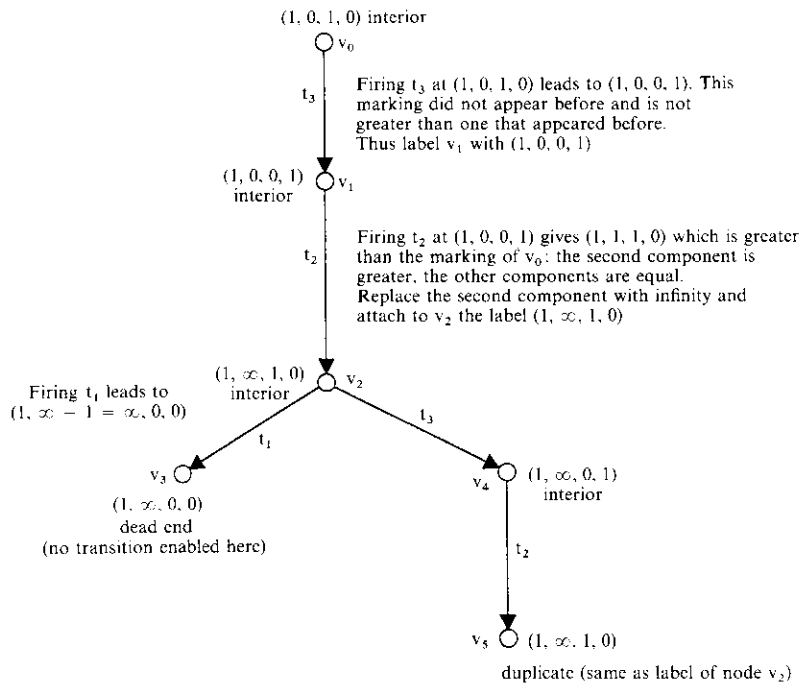 (1, 0, 1, 0) interior
v₀
t₃
Firing t₃ at (1, 0, 1, 0) leads to (1, 0, 0, 1). This
marking did not appear before and is not
greater than one that appeared before.
Thus label v₁ with (1, 0, 0, 1)
(1, 0, 0, 1)
interior
v₁
t₂
Firing t₂ at (1, 0, 0, 1) gives (1, 1, 1, 0) which is greater
than the marking of v₀: the second component is
greater, the other components are equal.
Replace the second component with infinity and
attach to v₂ the label (1, ∞, 1, 0)
(1, ∞, 1, 0)
interior
v₂
Firing t₁ leads to
(1, ∞ − 1 = ∞, 0, 0)
t₁
t₃
v₃
(1, ∞, 0, 0)
dead end
(no transition enabled here)
v₄
(1, ∞, 0, 1)
interior
t₂
v₅
(1, ∞, 1, 0)
duplicate (same as label of node v₂)